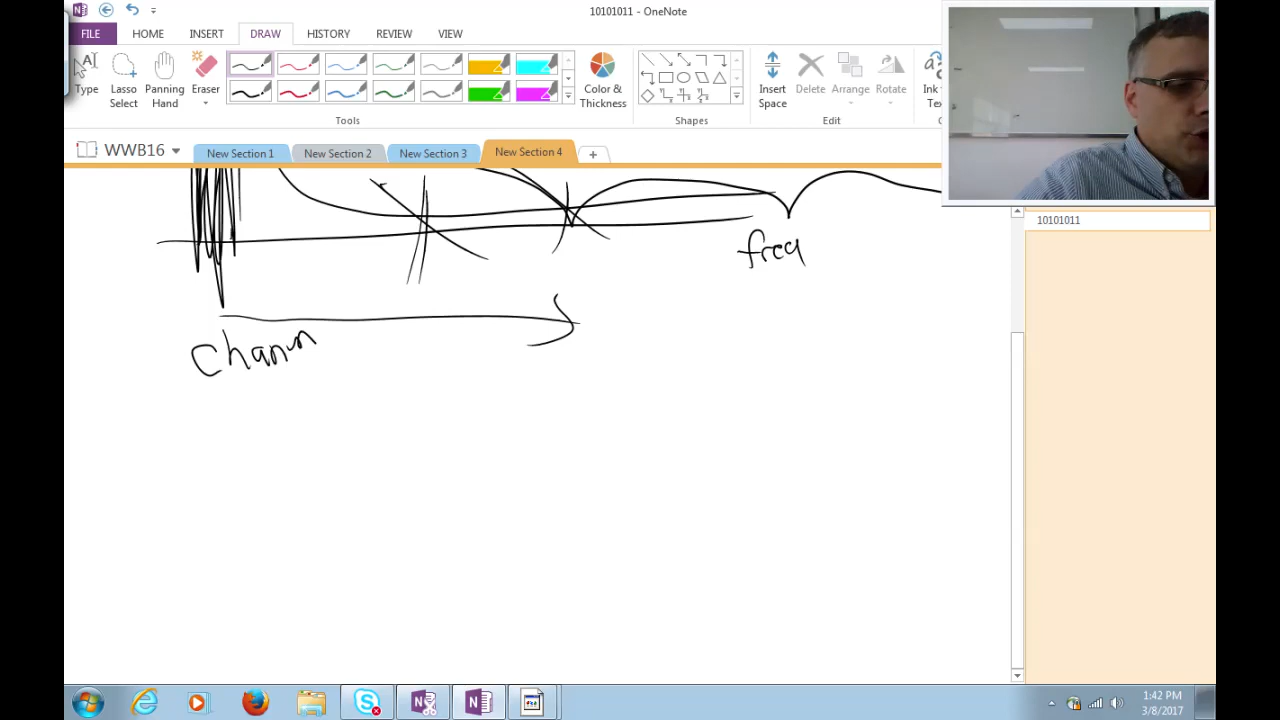 10101011 - OneNote
FILE HOME INSERT DRAW HISTORY REVIEW VIEW
Type
Lasso Select
Panning Hand
Eraser
Color & Thickness
Insert Space
Delete
Arrange
Rotate
Ink to
Tools Shapes Edit
WWB16 New Section 1 New Section 2 New Section 3 New Section 4
10101011
freq
Chann
1:42 PM
3/8/2017